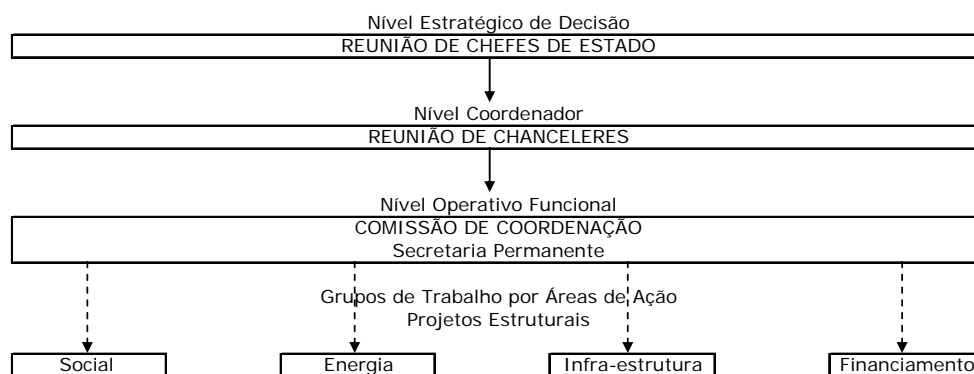 Nível Estratégico de Decisão
REUNIÃO DE CHEFES DE ESTADO
Nível Coordenador
REUNIÃO DE CHANCELERES
Nível Operativo Funcional
COMISSÃO DE COORDENAÇÃO
Secretaria Permanente
Grupos de Trabalho por Áreas de Ação
Projetos Estruturais
Social
Energia
Infra-estrutura
Financiamento